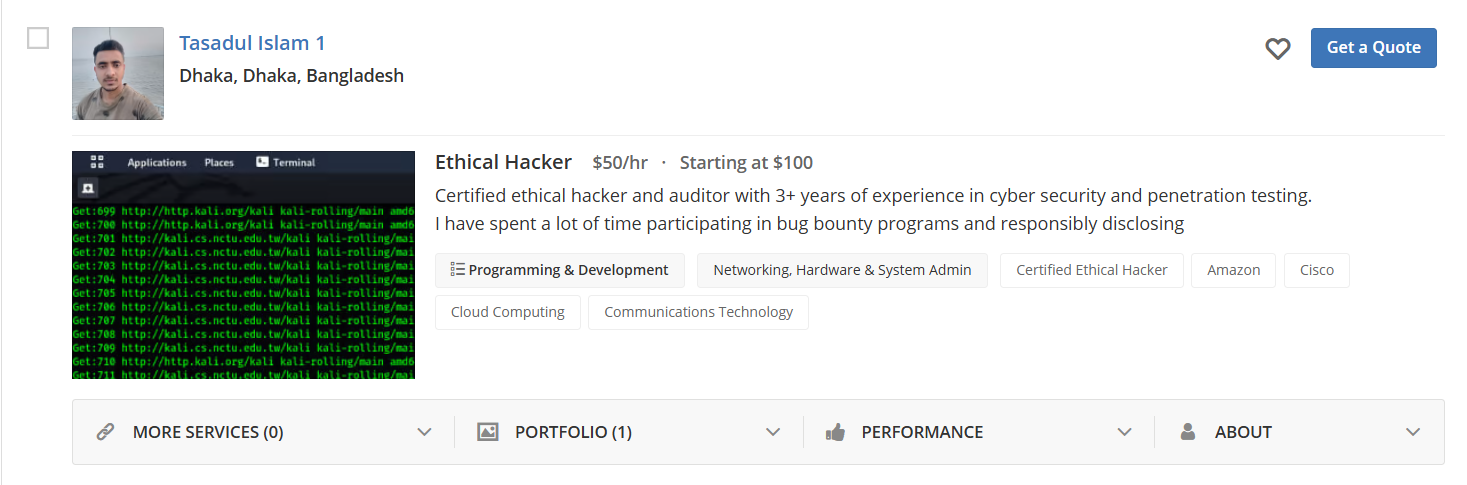 Tasadul Islam 1
Get a Quote
Dhaka, Dhaka, Bangladesh
Applications Places Terminal
Get:699 http://http.kali.org/kali kali-rolling/main amd6
Get:700 http://http.kali.org/kali kali-rolling/main amd6
Get:701 http://kali.cs.nctu.edu.tw/kali kali-rolling/mai
Get:702 http://kali.cs.nctu.edu.tw/kali kali-rolling/mai
Get:703 http://kali.cs.nctu.edu.tw/kali kali-rolling/mai
Get:704 http://kali.cs.nctu.edu.tw/kali kali-rolling/mai
Get:705 http://kali.cs.nctu.edu.tw/kali kali-rolling/mai
Get:706 http://kali.cs.nctu.edu.tw/kali kali-rolling/mai
Get:707 http://kali.cs.nctu.edu.tw/kali kali-rolling/mai
Get:708 http://kali.cs.nctu.edu.tw/kali kali-rolling/mai
Get:709 http://kali.cs.nctu.edu.tw/kali kali-rolling/mai
Get:710 http://http.kali.org/kali kali-rolling/main amd6
Get:711 http://kali.cs.nctu.edu.tw/kali kali-rolling/mai
Ethical Hacker $50/hr · Starting at $100
Certified ethical hacker and auditor with 3+ years of experience in cyber security and penetration testing.
I have spent a lot of time participating in bug bounty programs and responsibly disclosing
Programming & Development Networking, Hardware & System Admin Certified Ethical Hacker Amazon Cisco
Cloud Computing Communications Technology
MORE SERVICES (0) PORTFOLIO (1) PERFORMANCE ABOUT